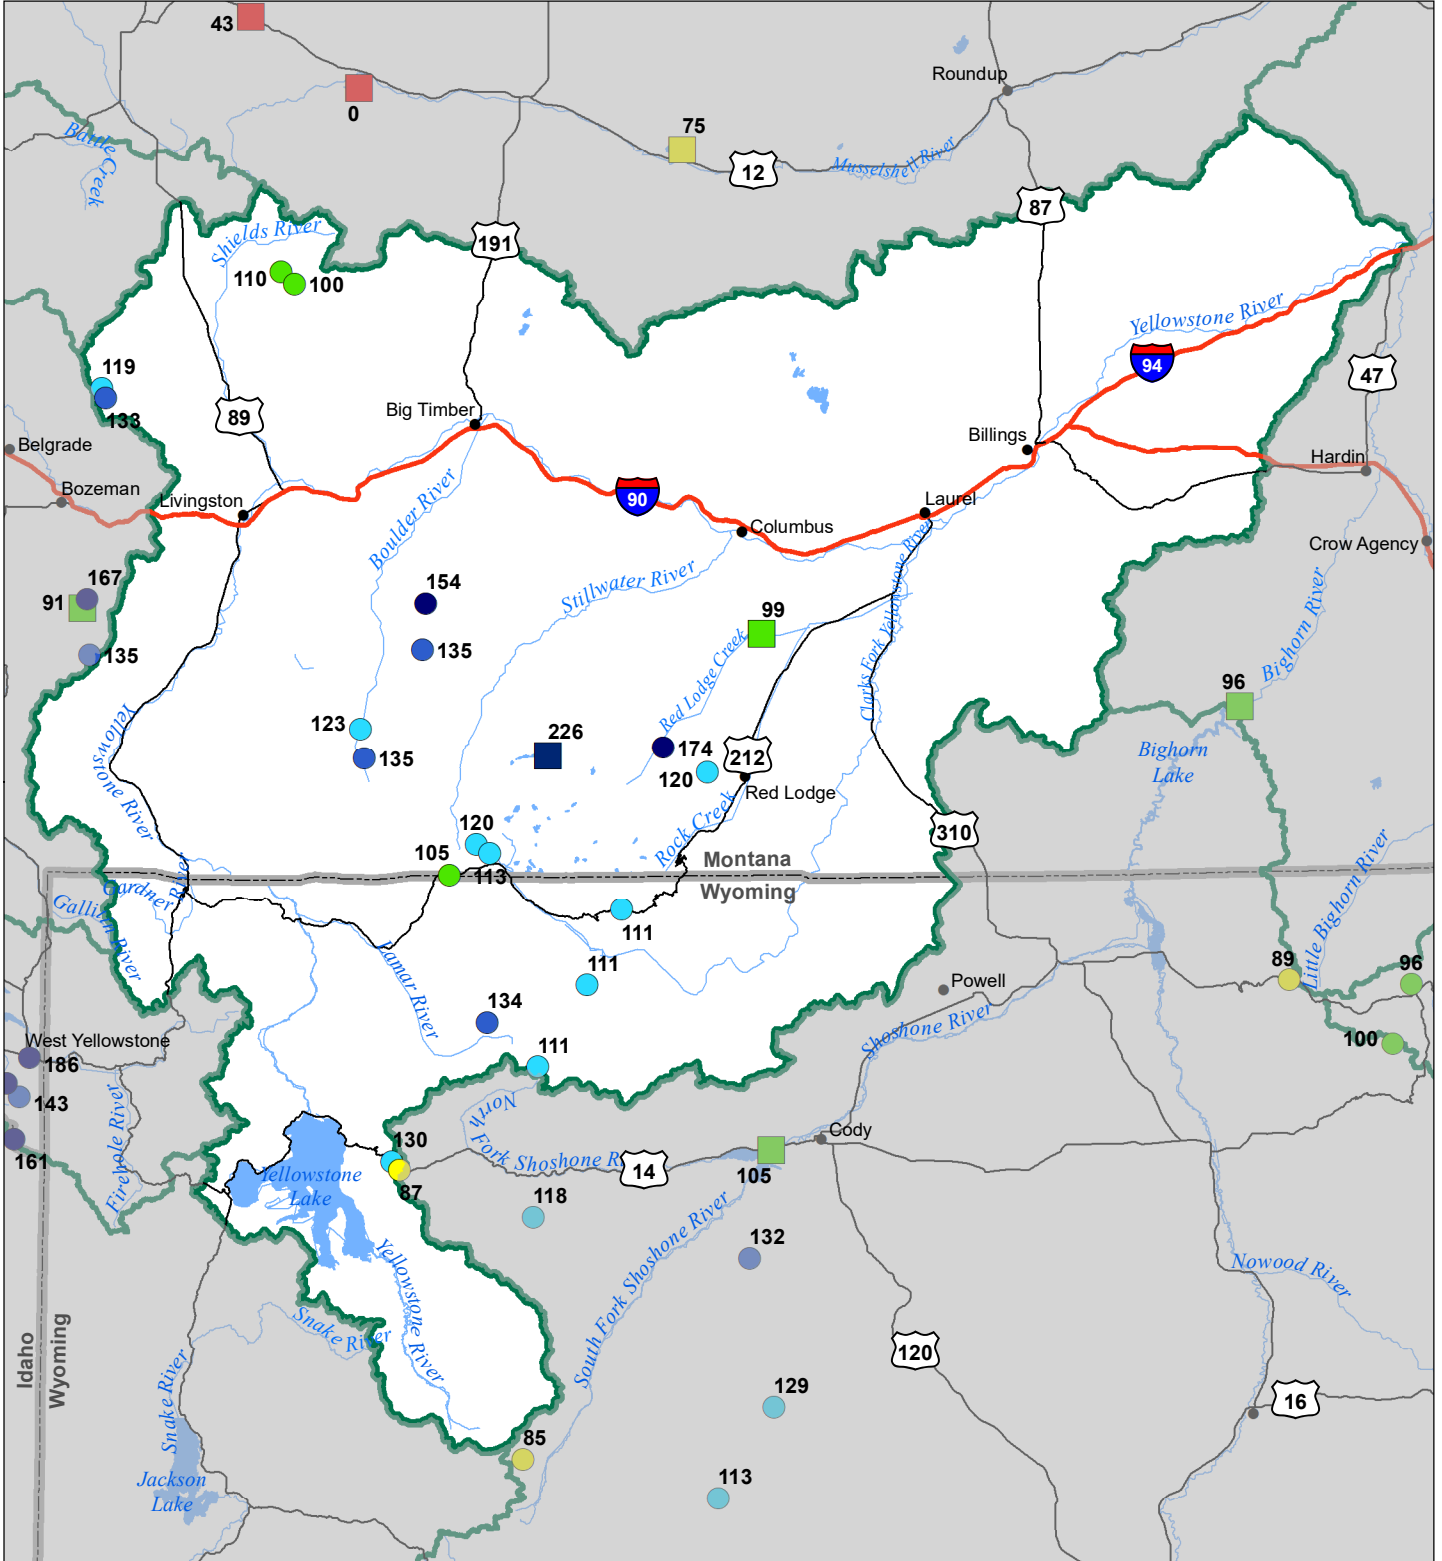 43
0
Roundup
75
12
Musselshell River
Battle
Creek
87
191
Shields River
110
100
Yellowstone River
94
47
119
133
89
Big Timber
Billings
Belgrade
Hardin
Bozeman
Livingston
90
Laurel
Columbus
Crow Agency
Boulder River
Stillwater River
Clarks Fork Yellowstone River
167
91
154
99
135
135
Red Lodge Creek
Bighorn River
96
123
226
174
135
120
212
Bighorn
Lake
Yellowstone River
Red Lodge
Rock Creek
310
120
105
113
Montana
Wyoming
Little Bighorn River
Gardner
River
Gallatin River
111
111
Lamar River
89
96
Powell
134
Shoshone River
West Yellowstone
186
111
100
143
Firehole River
North
Fork Shoshone R
161
130
87
14
Cody
105
Yellowstone
Lake
118
132
South Fork Shoshone River
Yellowstone River
Nowood River
Snake River
Idaho
Wyoming
120
Snake River
129
16
85
Jackson
Lake
113